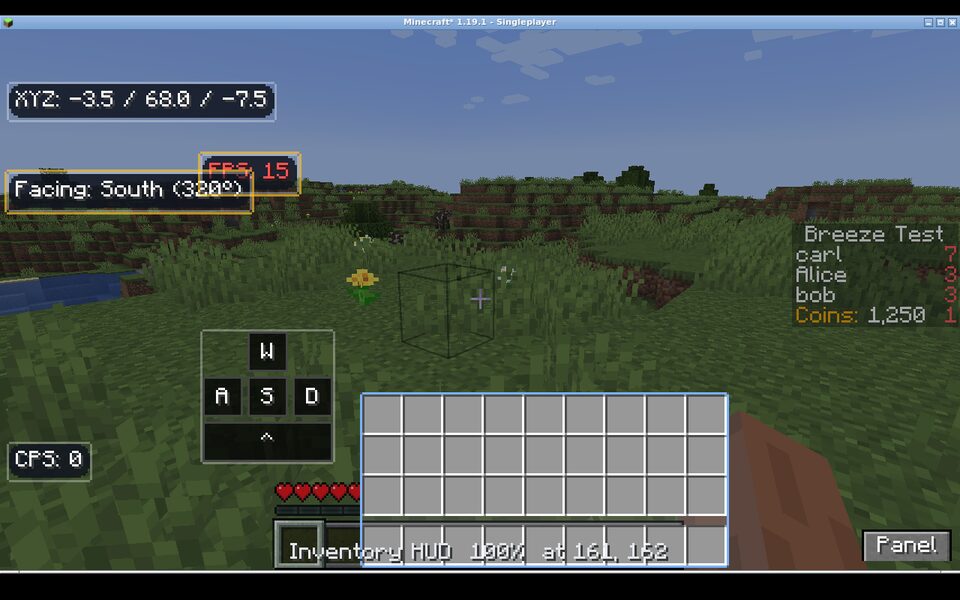 Minecraft* 1.19.1 - Singleplayer
XYZ: -3.5 / 68.0 / -7.5
FPS: 15
Facing: South (320°)
Breeze Test
carl 7
Alice 3
bob 3
Coins: 1,250 1
W
A S D
^
CPS: 0
Inventory HUD 100% at 161, 162
Panel